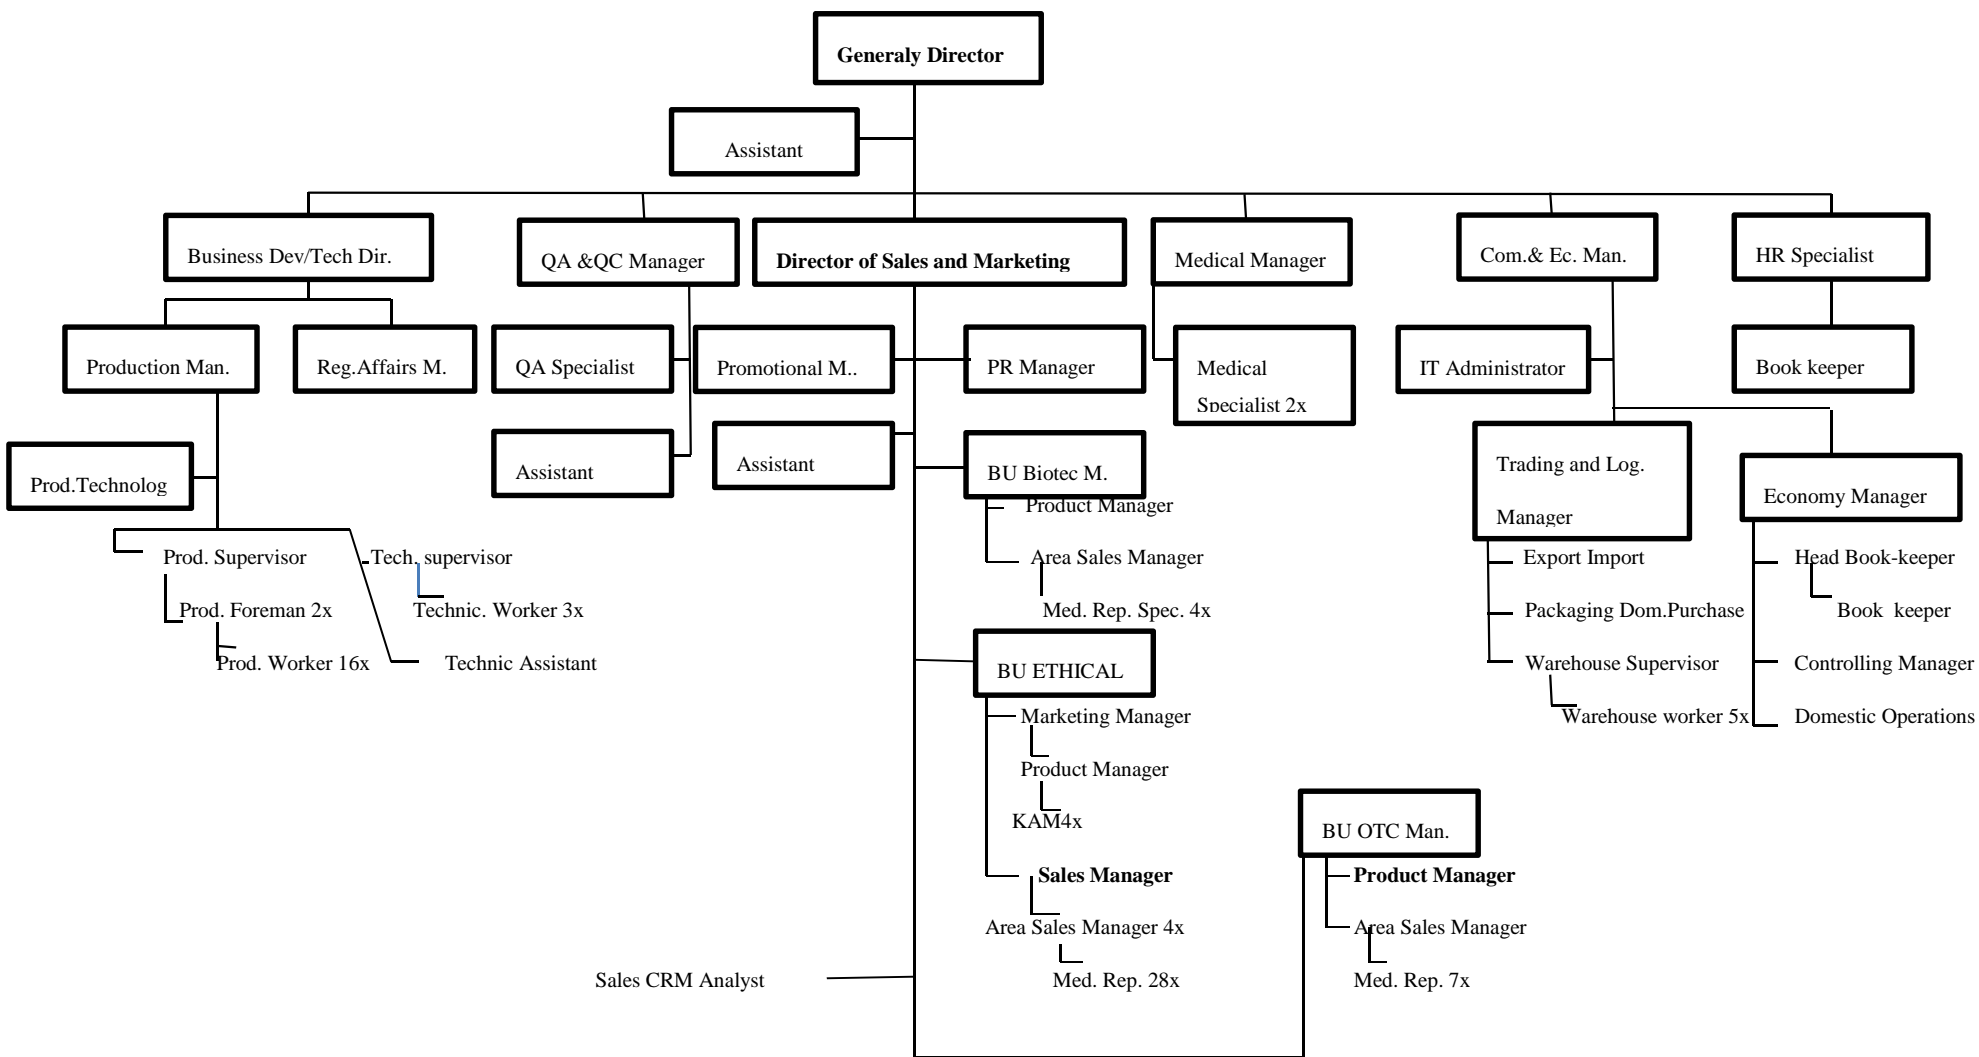 Generaly Director
Assistant
Business Dev/Tech Dir.
QA &QC Manager
Director of Sales and Marketing
Medical Manager
Com.& Ec. Man.
HR Specialist
Production Man.
Reg.Affairs M.
QA Specialist
Promotional M..
PR Manager
Medical
Specialist 2x
IT Administrator
Book keeper
Prod.Technolog
Assistant
Assistant
BU Biotec M.
Trading and Log.
Manager
Economy Manager
Product Manager
Prod. Supervisor
Tech. supervisor
Area Sales Manager
Export Import
Head Book-keeper
Prod. Foreman 2x
Technic. Worker 3x
Med. Rep. Spec. 4x
Packaging Dom.Purchase
Book keeper
Prod. Worker 16x
Technic Assistant
BU ETHICAL
Warehouse Supervisor
Controlling Manager
Marketing Manager
Warehouse worker 5x
Domestic Operations
Product Manager
KAM4x
BU OTC Man.
Sales Manager
Product Manager
Area Sales Manager 4x
Area Sales Manager
Sales CRM Analyst
Med. Rep. 28x
Med. Rep. 7x